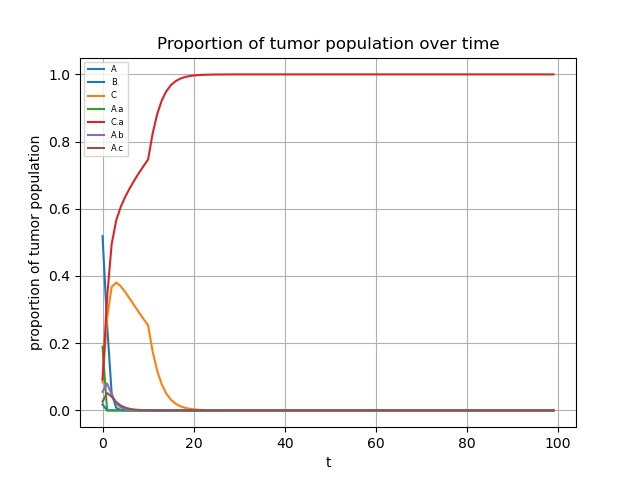 Proportion of tumor population over time
A
B
C
A.a
C.a
A.b
A.c
1.0
0.8
0.6
0.4
0.2
0.0
proportion of tumor population
0
20
40
60
80
100
t